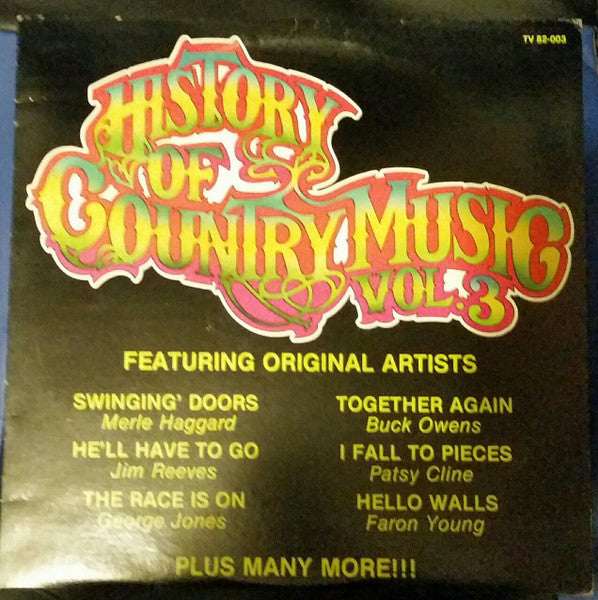 TV 82-003
HISTORY
OF
COUNTRY MUSIC
VOL. 3
FEATURING ORIGINAL ARTISTS
SWINGING' DOORS
Merle Haggard
HE'LL HAVE TO GO
Jim Reeves
THE RACE IS ON
George Jones
TOGETHER AGAIN
Buck Owens
I FALL TO PIECES
Patsy Cline
HELLO WALLS
Faron Young
PLUS MANY MORE!!!